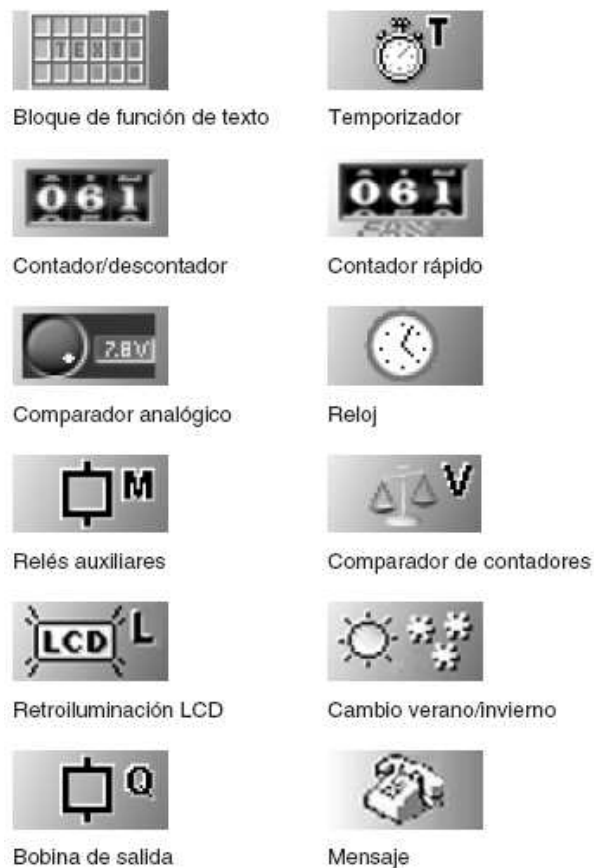 TEXTO
T
Bloque de función de texto
Temporizador
061
061
FAST
Contador/descontador
Contador rápido
7.8V
Comparador analógico
Reloj
M
V
Relés auxiliares
Comparador de contadores
LCD L
Retroiluminación LCD
Cambio verano/invierno
Q
Bobina de salida
Mensaje